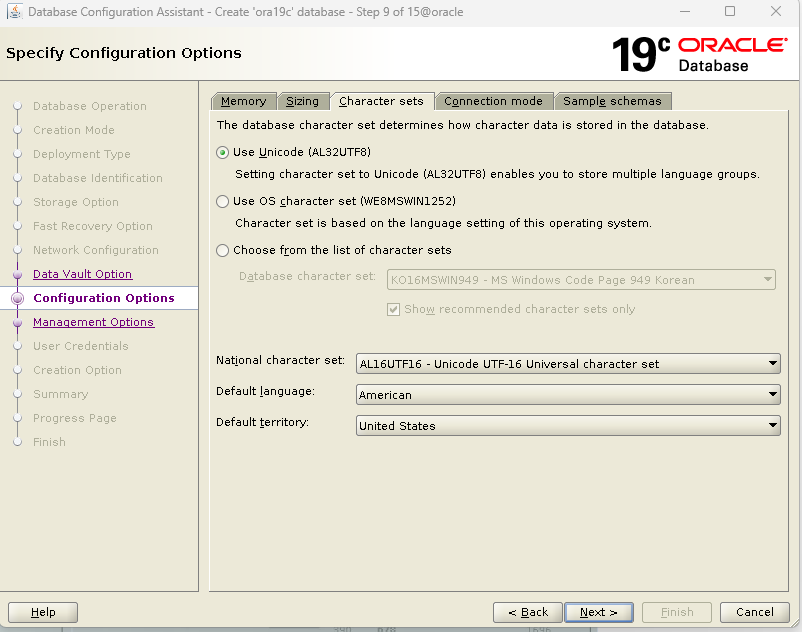 Database Configuration Assistant - Create 'ora19c' database - Step 9 of 15@oracle
Specify Configuration Options
19c ORACLE
Database
Database Operation
Creation Mode
Deployment Type
Database Identification
Storage Option
Fast Recovery Option
Network Configuration
Data Vault Option
Configuration Options
Management Options
User Credentials
Creation Option
Summary
Progress Page
Finish
Memory Sizing Character sets Connection mode Sample schemas
The database character set determines how character data is stored in the database.
Use Unicode (AL32UTF8)
Setting character set to Unicode (AL32UTF8) enables you to store multiple language groups.
Use OS character set (WE8MSWIN1252)
Character set is based on the language setting of this operating system.
Choose from the list of character sets
Database character set: KO16MSWIN949 - MS Windows Code Page 949 Korean
Show recommended character sets only
National character set: AL16UTF16 - Unicode UTF-16 Universal character set
Default language: American
Default territory: United States
Help < Back Next > Finish Cancel